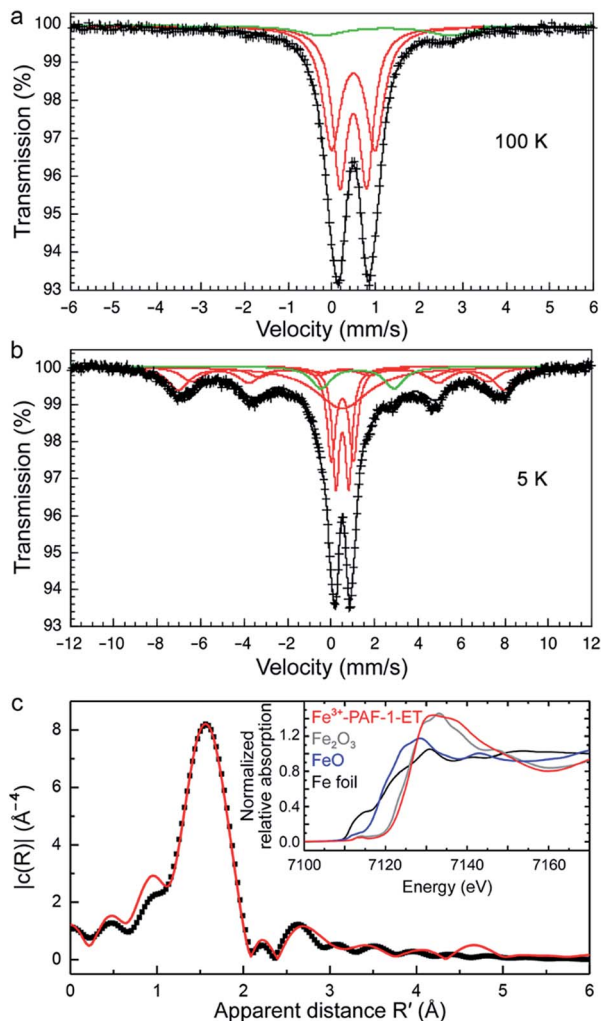 a
100
99
98
97
96
95
94
93
Transmission (%)
100 K
−6 −5 −4 −3 −2 −1 0 1 2 3 4 5 6
Velocity (mm/s)
b
100
99
98
97
96
95
94
93
Transmission (%)
5 K
−12 −10 −8 −6 −4 −2 0 2 4 6 8 10 12
Velocity (mm/s)
c
8
6
4
2
0
|c(R)| (Å−4)
Fe3+-PAF-1-ET
Fe2O3
FeO
Fe foil
Normalized
relative absorption
1.2
0.8
0.4
0.0
7100 7120 7140 7160
Energy (eV)
0 1 2 3 4 5 6
Apparent distance R′ (Å)